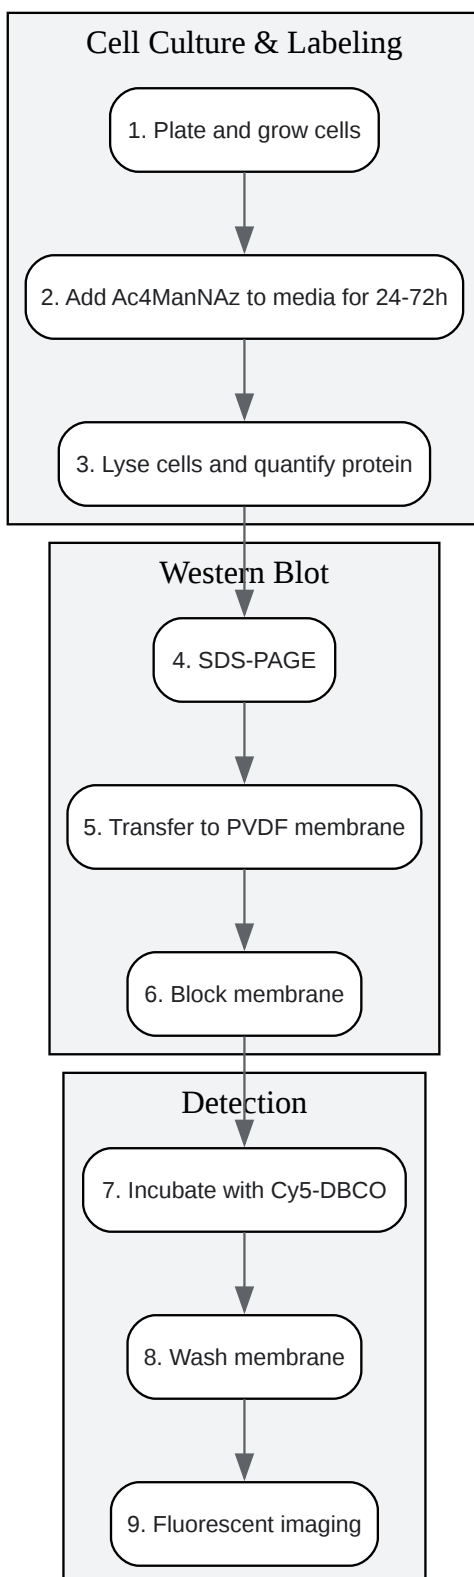 Cell Culture & Labeling
1. Plate and grow cells
2. Add Ac4ManNAz to media for 24-72h
3. Lyse cells and quantify protein
Western Blot
4. SDS-PAGE
5. Transfer to PVDF membrane
6. Block membrane
Detection
7. Incubate with Cy5-DBCO
8. Wash membrane
9. Fluorescent imaging